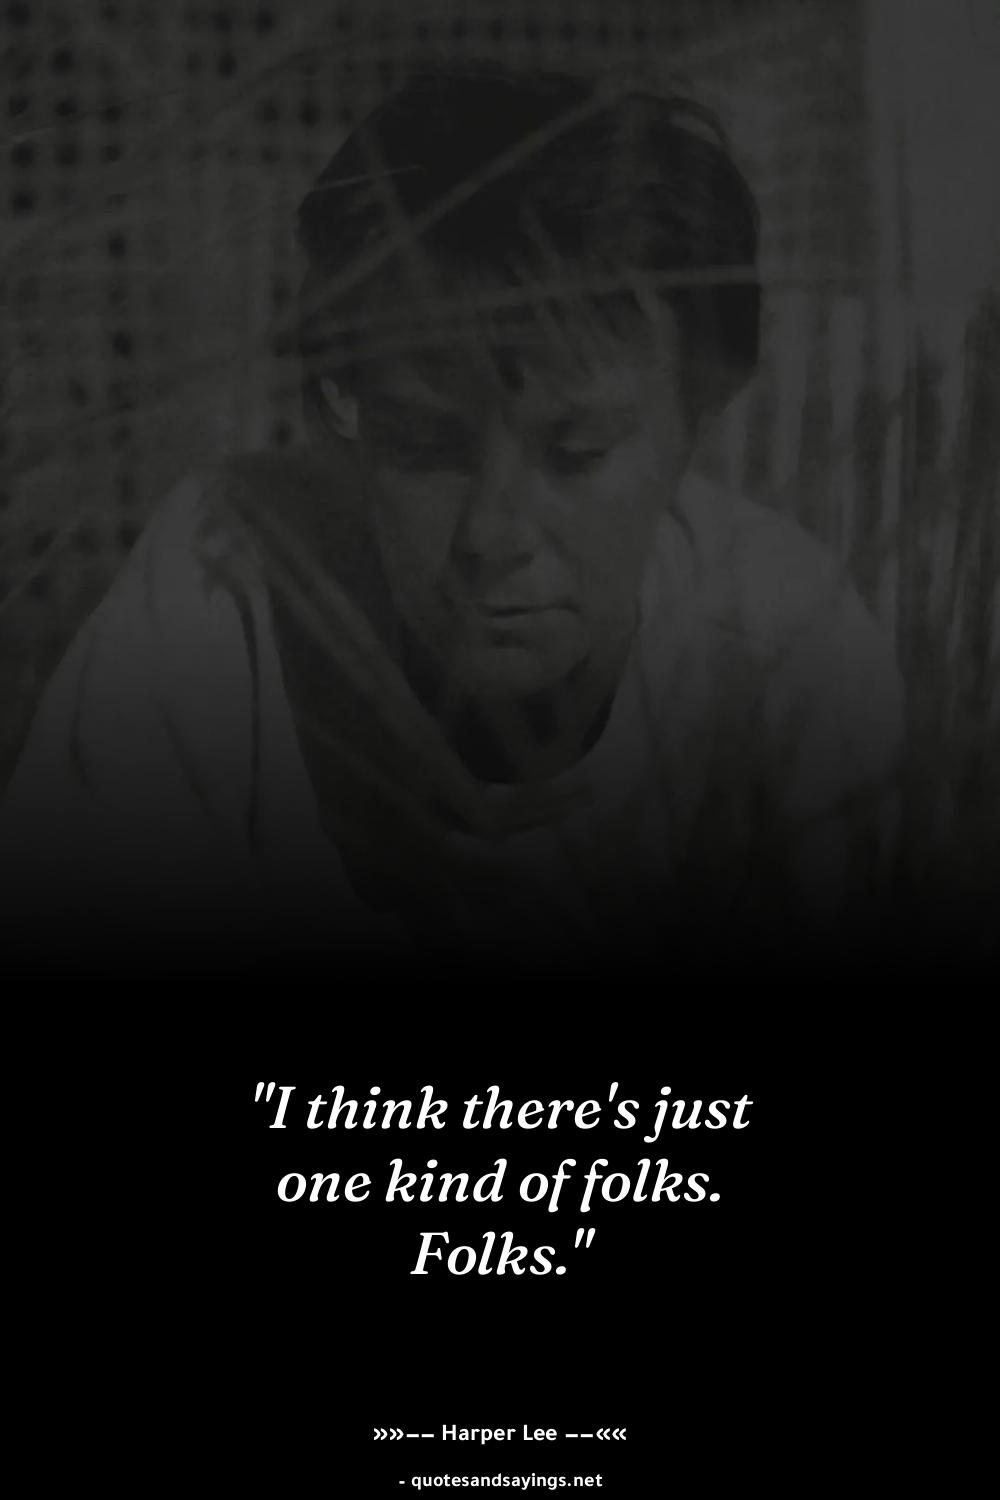 "I think there's just
one kind of folks.
Folks."
»»−− Harper Lee −−««
- quotesandsayings.net